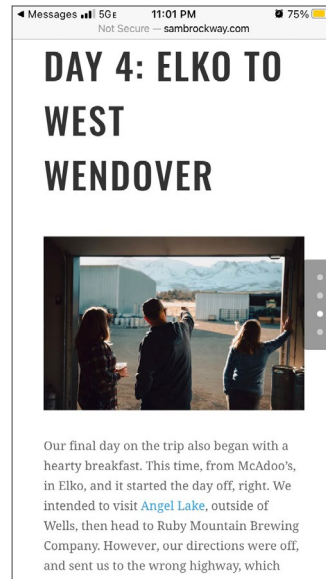 Messages 5GE 11:01 PM 75%
Not Secure — sambrockway.com
DAY 4: ELKO TO
WEST
WENDOVER
Our final day on the trip also began with a
hearty breakfast. This time, from McAdoo’s,
in Elko, and it started the day off, right. We
intended to visit Angel Lake, outside of
Wells, then head to Ruby Mountain Brewing
Company. However, our directions were off,
and sent us to the wrong highway, which